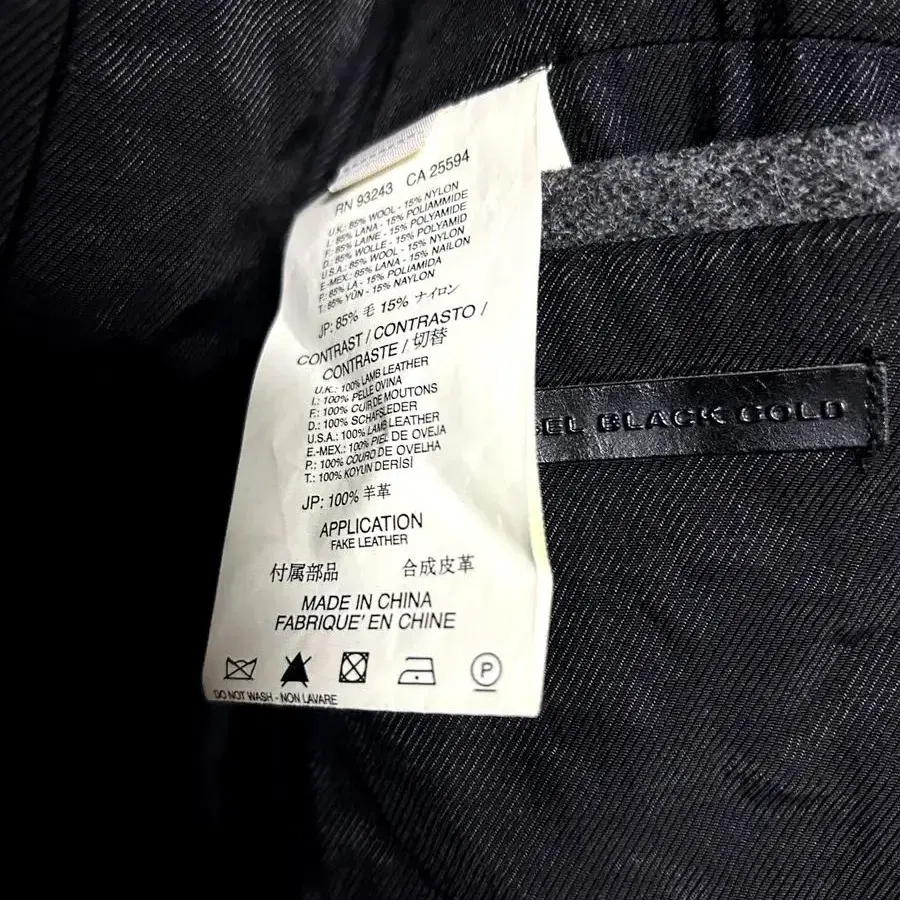 RN 93243 CA 25594
U.K.: 85% WOOL - 15% NYLON
I.: 85% LANA - 15% POLIAMMIDE
F.: 85% LAINE - 15% POLYAMIDE
D.: 85% WOLLE - 15% POLYAMID
U.S.A.: 85% WOOL - 15% NYLON
E.-MEX.: 85% LANA - 15% NAILON
P.: 85% LA - 15% POLIAMIDA
T.: 85% YÜN - 15% NAYLON
JP: 85% 毛 15% ナイロン
CONTRAST / CONTRASTO /
CONTRASTE / 切替
U.K.: 100% LAMB LEATHER
I.: 100% PELLE OVINA
F.: 100% CUIR DE MOUTONS
D.: 100% SCHAFSLEDER
U.S.A.: 100% LAMB LEATHER
E.-MEX.: 100% PIEL DE OVEJA
P.: 100% COURO DE OVELHA
T.: 100% KOYUN DERİSİ
JP: 100% 羊革
APPLICATION
FAKE LEATHER
付属部品 合成皮革
MADE IN CHINA
FABRIQUE' EN CHINE
P
DO NOT WASH - NON LAVARE
SEL BLACK GOLD